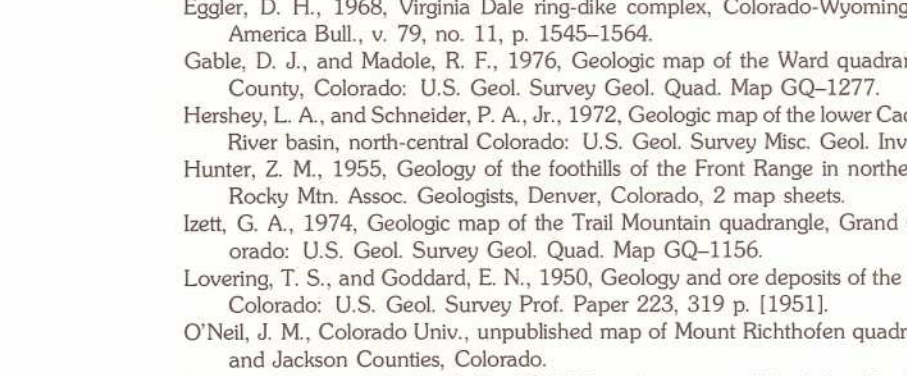 Eggler, D. H., 1968, Virginia Dale ring-dike complex, Colorado-Wyoming
America Bull., v. 79, no. 11, p. 1545–1564.
Gable, D. J., and Madole, R. F., 1976, Geologic map of the Ward quadran
County, Colorado: U.S. Geol. Survey Geol. Quad. Map GQ–1277.
Hershey, L. A., and Schneider, P. A., Jr., 1972, Geologic map of the lower Cac
River basin, north-central Colorado: U.S. Geol. Survey Misc. Geol. Inv
Hunter, Z. M., 1955, Geology of the foothills of the Front Range in northe
Rocky Mtn. Assoc. Geologists, Denver, Colorado, 2 map sheets.
Izett, G. A., 1974, Geologic map of the Trail Mountain quadrangle, Grand
orado: U.S. Geol. Survey Geol. Quad. Map GQ–1156.
Lovering, T. S., and Goddard, E. N., 1950, Geology and ore deposits of the
Colorado: U.S. Geol. Survey Prof. Paper 223, 319 p. [1951].
O'Neil, J. M., Colorado Univ., unpublished map of Mount Richthofen quadr
and Jackson Counties, Colorado.